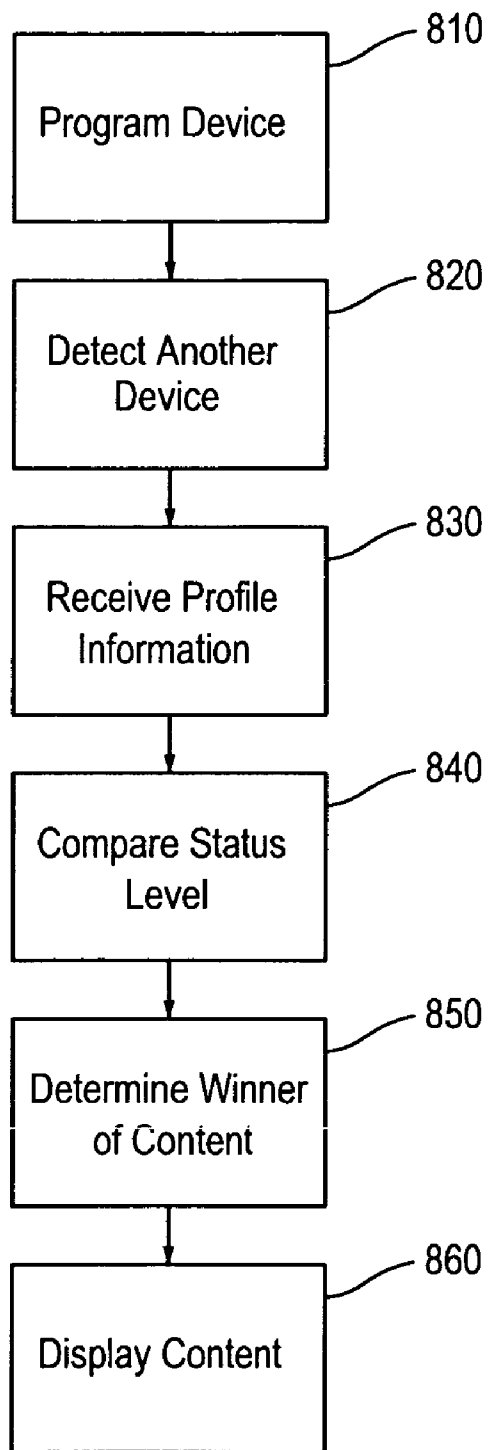 810
Program Device
820
Detect Another
Device
830
Receive Profile
Information
840
Compare Status
Level
850
Determine Winner
of Content
860
Display Content